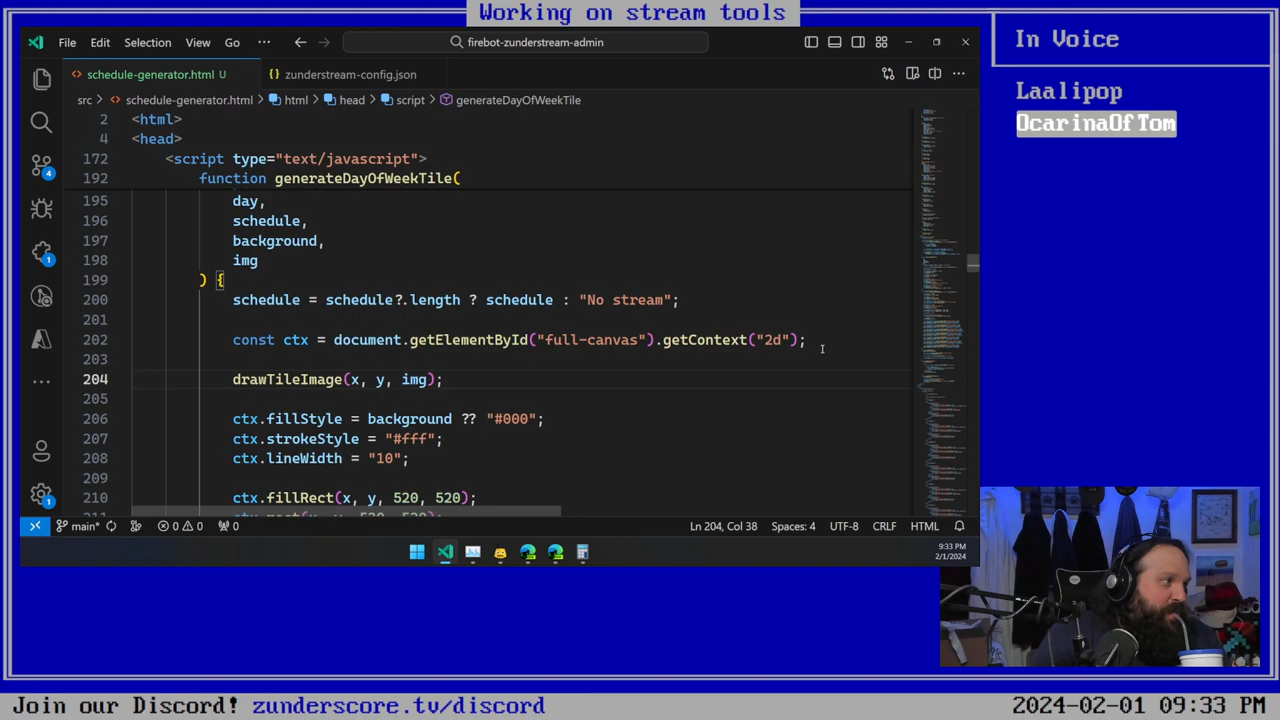 Working on stream tools
File Edit Selection View Go
firebot-zunderstream-admin
schedule-generator.html U
zunderstream-config.json
src > schedule-generator.html > html > head > script > generateDayOfWeekTile
2 <html>
4 <head>
172 <script type="text/javascript">
192 function generateDayOfWeekTile(
195 day,
196 schedule,
197 background,
198 img
199 ) {
200 schedule = schedule?.length ? schedule : "No stream";
201
202 ctx = document.getElementById("full-canvas").getContext("2d");
203
204 TileImage(x, y, img);
205
206 fillStyle = background ?? "#000";
207 strokeStyle = "#fff";
208 lineWidth = "10";
209
210 fillRect(x, y, 520, 520);
main*
0 0
Ln 204, Col 38 Spaces: 4 UTF-8 CRLF HTML
9:33 PM
2/1/2024
In Voice
Laalipop
OcarinaOfTom
Join our Discord! zunderscore.tv/discord
2024-02-01 09:33 PM